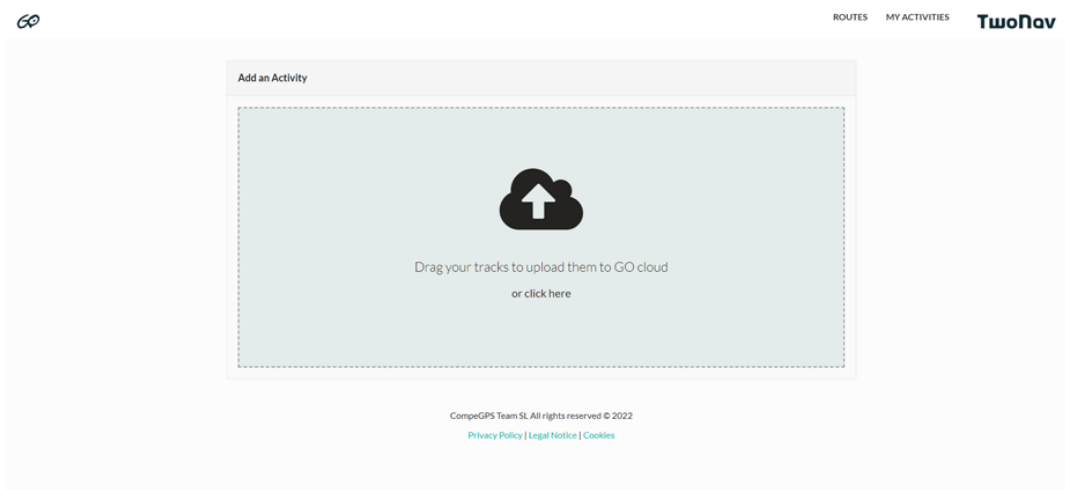 GO
ROUTES
MY ACTIVITIES
TwoNav
Add an Activity
Drag your tracks to upload them to GO cloud
or click here
CompeGPS Team SL All rights reserved © 2022
Privacy Policy | Legal Notice | Cookies